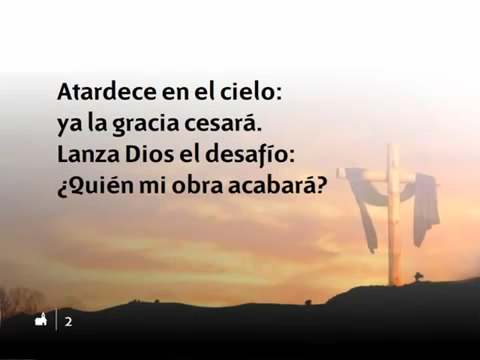 Atardece en el cielo:
ya la gracia cesará.
Lanza Dios el desafío:
¿Quién mi obra acabará?
2